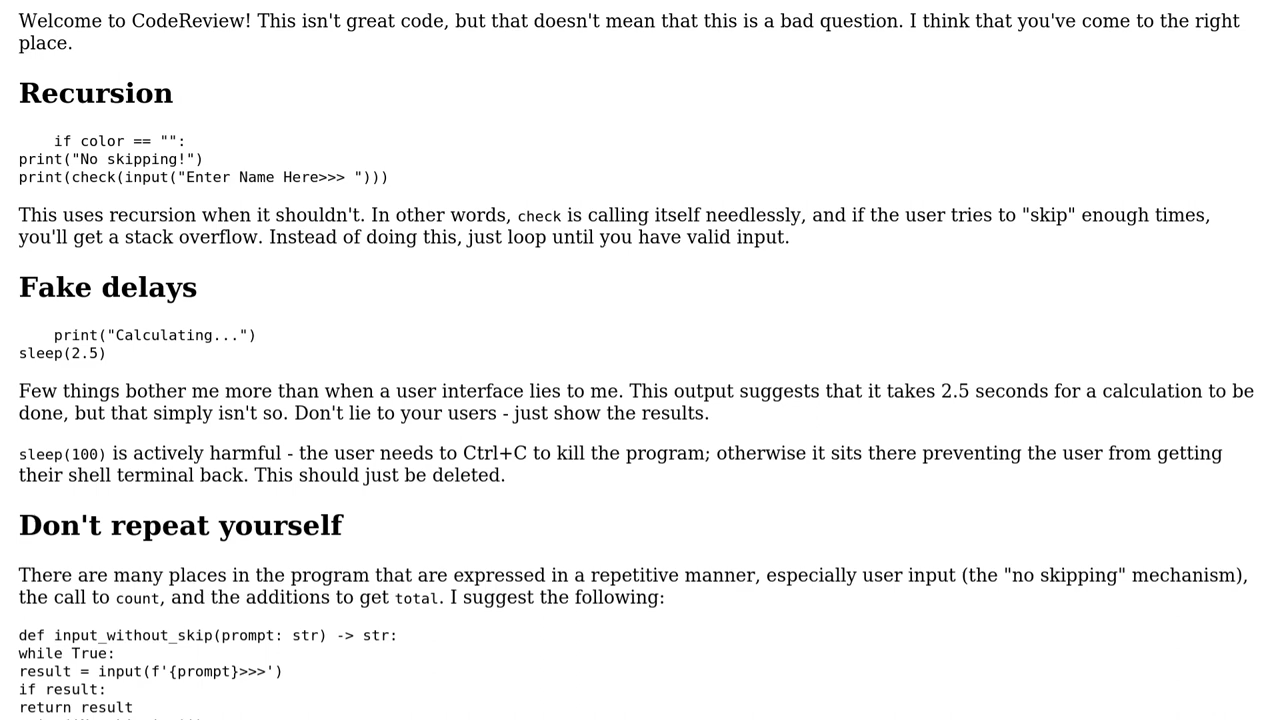 Welcome to CodeReview! This isn't great code, but that doesn't mean that this is a bad question. I think that you've come to the right
place.
Recursion
    if color == "":
print("No skipping!")
print(check(input("Enter Name Here>>> ")))
This uses recursion when it shouldn't. In other words, check is calling itself needlessly, and if the user tries to "skip" enough times,
you'll get a stack overflow. Instead of doing this, just loop until you have valid input.
Fake delays
    print("Calculating...")
sleep(2.5)
Few things bother me more than when a user interface lies to me. This output suggests that it takes 2.5 seconds for a calculation to be
done, but that simply isn't so. Don't lie to your users - just show the results.
sleep(100) is actively harmful - the user needs to Ctrl+C to kill the program; otherwise it sits there preventing the user from getting
their shell terminal back. This should just be deleted.
Don't repeat yourself
There are many places in the program that are expressed in a repetitive manner, especially user input (the "no skipping" mechanism),
the call to count, and the additions to get total. I suggest the following:
def input_without_skip(prompt: str) -> str:
while True:
result = input(f'{prompt}>>>')
if result:
return result